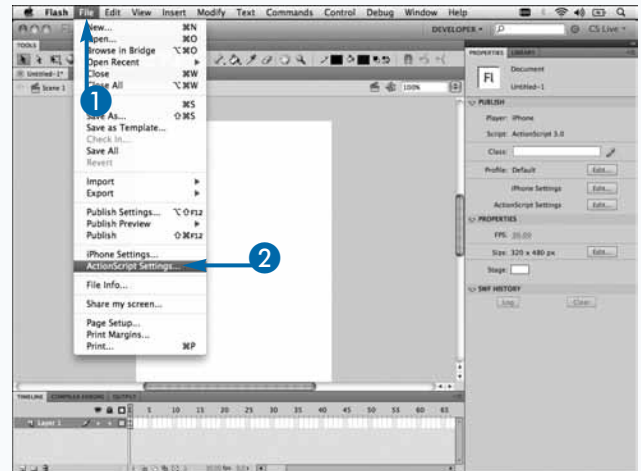 Flash File Edit View Insert Modify Text Commands Control Debug Window Help
DEVELOPER CS Live
TOOLS
Untitled-1*
Scene 1 100%
New... ⌘N
Open... ⌘O
Browse in Bridge ⌥⌘O
Open Recent
Close ⌘W
Close All ⌥⌘W
⌘S
Save As... ⇧⌘S
Save as Template...
Check In...
Save All
Revert
Import
Export
Publish Settings... ⌥⇧F12
Publish Preview
Publish ⇧⌘F12
iPhone Settings...
ActionScript Settings...
File Info...
Share my screen...
Page Setup...
Print Margins...
Print... ⌘P
1
2
PROPERTIES LIBRARY
Fl
Document
Untitled-1
PUBLISH
Player: iPhone
Script: ActionScript 3.0
Class:
Profile: Default Edit...
iPhone Settings Edit...
ActionScript Settings Edit...
PROPERTIES
FPS: 30.00
Size: 320 x 480 px Edit...
Stage:
SWF HISTORY
Log Clear
TIMELINE COMPILER ERRORS OUTPUT
1 5 10 15 20 25 30 35 40 45 50 55 60 65
Layer 1